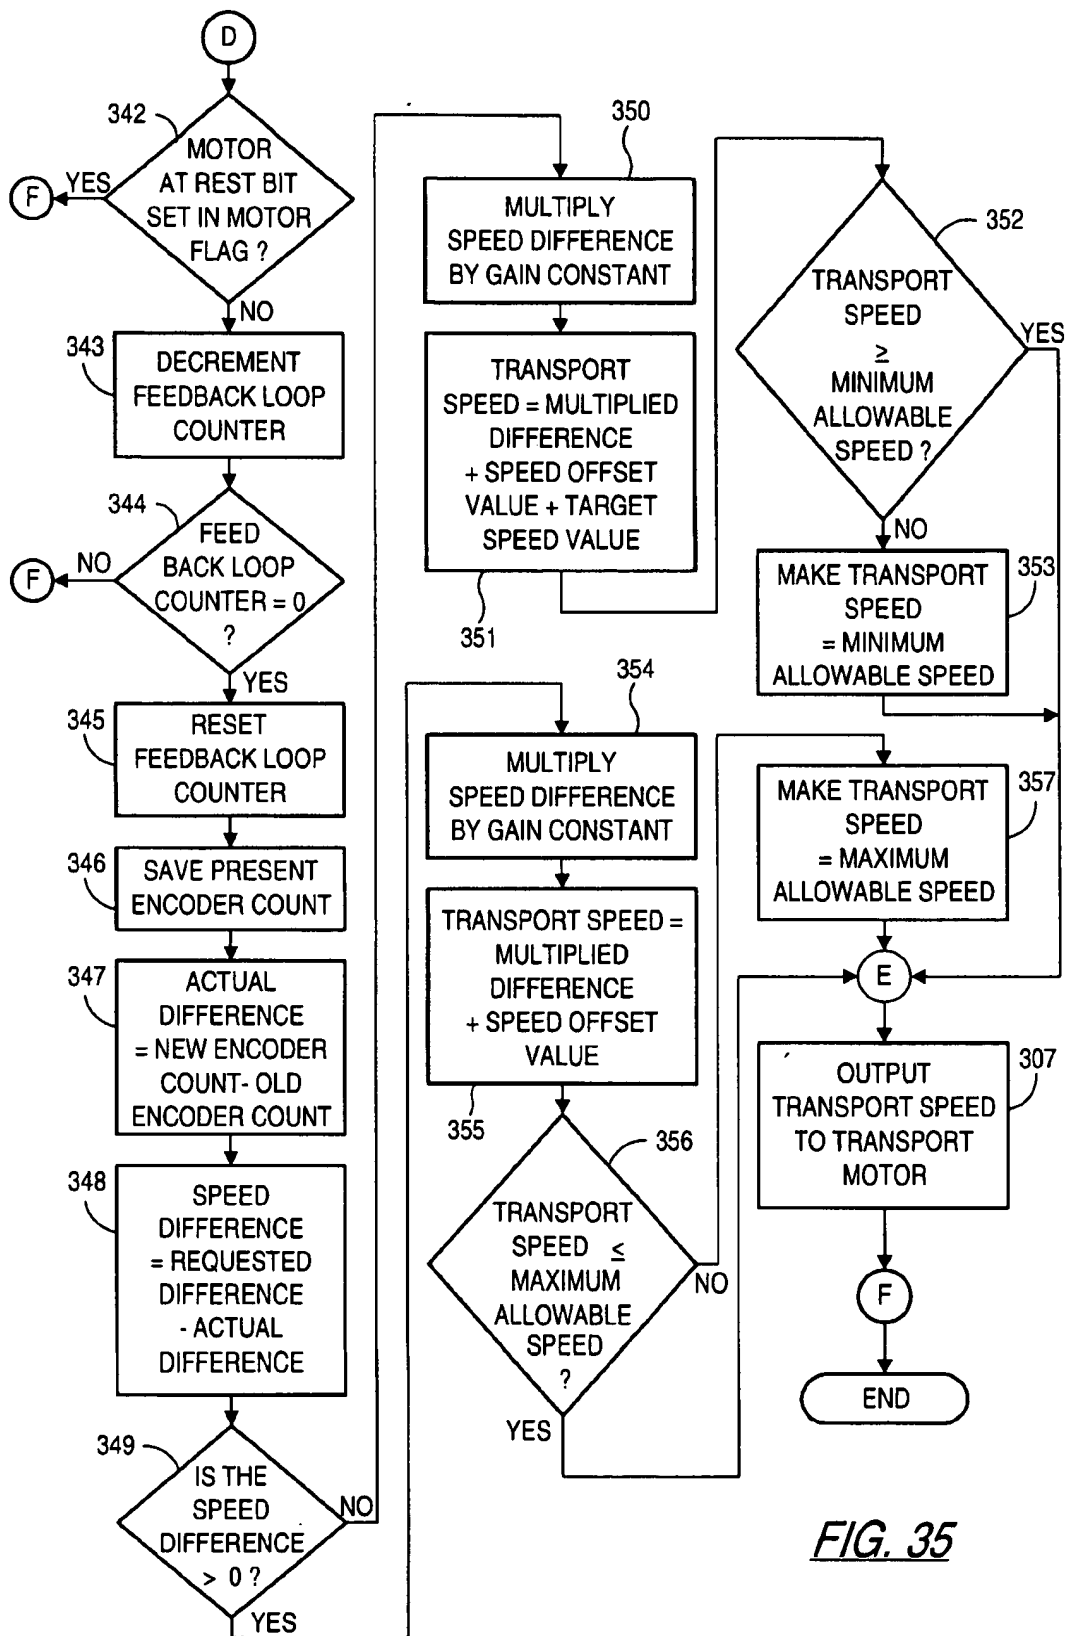 D
342
MOTOR
AT REST BIT
SET IN MOTOR
FLAG ?
YES
F
NO
343
DECREMENT
FEEDBACK LOOP
COUNTER
344
FEED
BACK LOOP
COUNTER = 0
?
NO
F
YES
345
RESET
FEEDBACK LOOP
COUNTER
346
SAVE PRESENT
ENCODER COUNT
347
ACTUAL
DIFFERENCE
= NEW ENCODER
COUNT- OLD
ENCODER COUNT
348
SPEED
DIFFERENCE
= REQUESTED
DIFFERENCE
- ACTUAL
DIFFERENCE
349
IS THE
SPEED
DIFFERENCE
> 0 ?
NO
YES
350
MULTIPLY
SPEED DIFFERENCE
BY GAIN CONSTANT
TRANSPORT
SPEED = MULTIPLIED
DIFFERENCE
+ SPEED OFFSET
VALUE + TARGET
SPEED VALUE
351
352
TRANSPORT
SPEED
≥
MINIMUM
ALLOWABLE
SPEED ?
YES
NO
353
MAKE TRANSPORT
SPEED
= MINIMUM
ALLOWABLE SPEED
354
MULTIPLY
SPEED DIFFERENCE
BY GAIN CONSTANT
TRANSPORT SPEED =
MULTIPLIED
DIFFERENCE
+ SPEED OFFSET
VALUE
355
356
TRANSPORT
SPEED ≤
MAXIMUM
ALLOWABLE
SPEED
?
NO
YES
357
MAKE TRANSPORT
SPEED
= MAXIMUM
ALLOWABLE SPEED
E
307
OUTPUT
TRANSPORT SPEED
TO TRANSPORT
MOTOR
F
END
FIG. 35